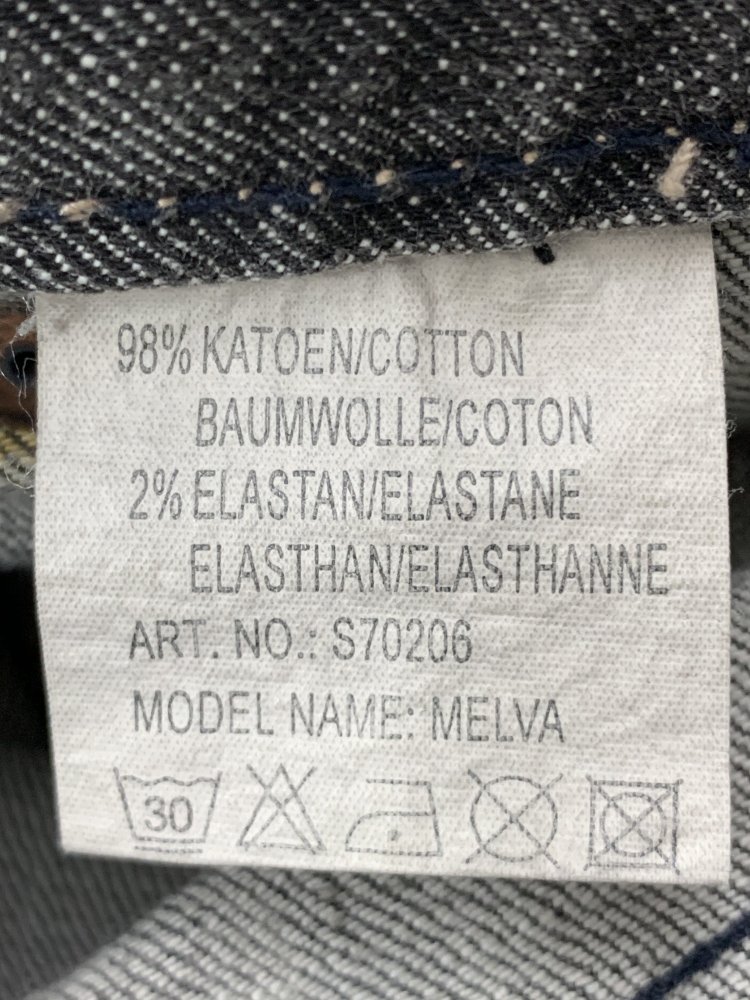 98% KATOEN/COTTON
BAUMWOLLE/COTON
2% ELASTAN/ELASTANE
ELASTHAN/ELASTHANNE
ART. NO.: S70206
MODEL NAME: MELVA
30